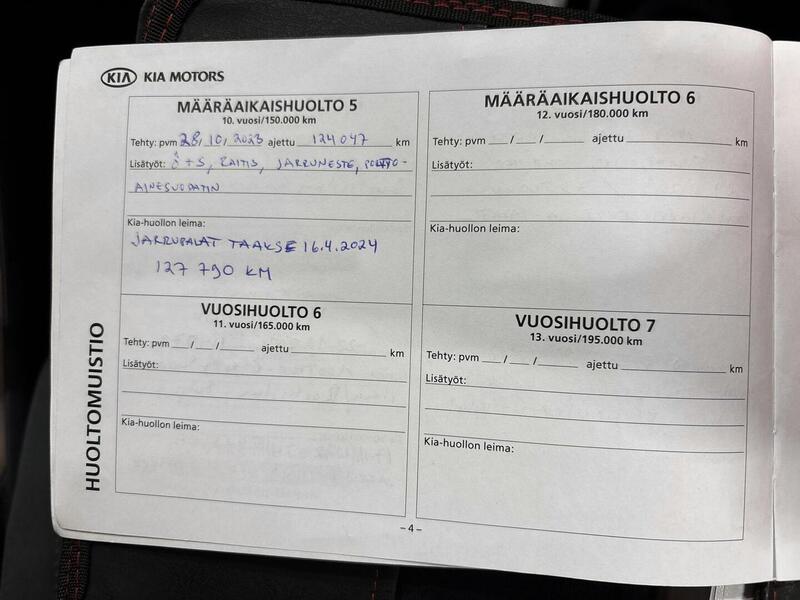 KIA KIA MOTORS
MÄÄRÄAIKAISHUOLTO 5
10. vuosi/150.000 km
Tehty: pvm 28, 10, 2023 ajettu 124047 km
Lisätyöt: Ö+S, RAITIS, JARRUNESTE, POLTTO-
AINESUODATIN
Kia-huollon leima:
JARRUPALAT TAAKSE 16.4.2024
127 790 KM
MÄÄRÄAIKAISHUOLTO 6
12. vuosi/180.000 km
Tehty: pvm / / ajettu km
Lisätyöt:
Kia-huollon leima:
VUOSIHUOLTO 6
11. vuosi/165.000 km
Tehty: pvm / / ajettu km
Lisätyöt:
Kia-huollon leima:
VUOSIHUOLTO 7
13. vuosi/195.000 km
Tehty: pvm / / ajettu km
Lisätyöt:
Kia-huollon leima:
HUOLTOMUISTIO
– 4 –